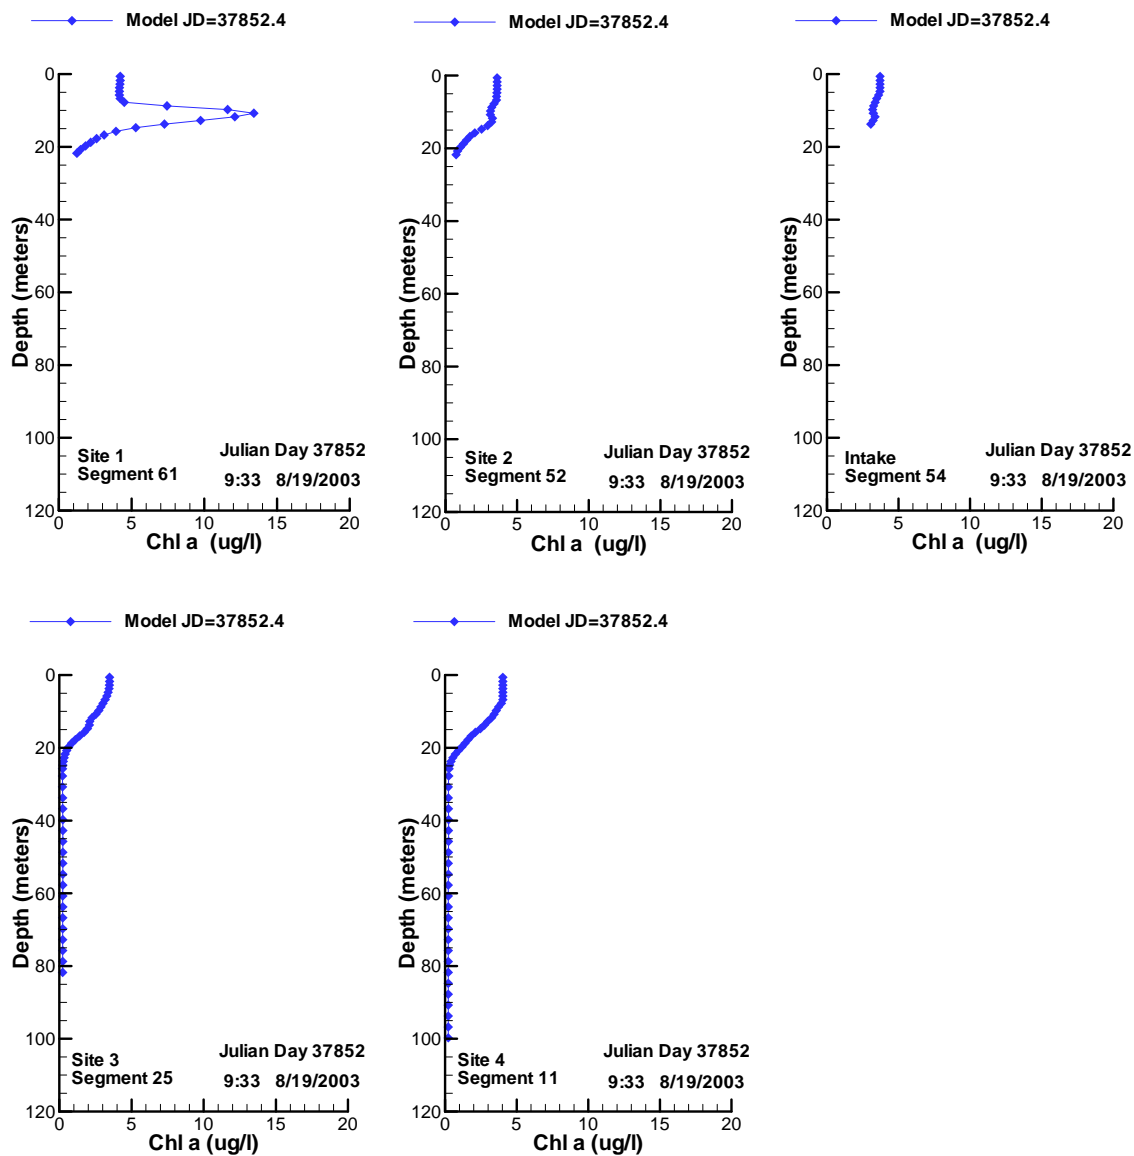 Model JD=37852.4
Model JD=37852.4
Model JD=37852.4
0
20
40
60
80
100
120
Depth (meters)
Site 1
Segment 61
Julian Day 37852
9:33 8/19/2003
0 5 10 15 20
Chl a (ug/l)
0
20
40
60
80
100
120
Depth (meters)
Site 2
Segment 52
Julian Day 37852
9:33 8/19/2003
0 5 10 15 20
Chl a (ug/l)
0
20
40
60
80
100
120
Depth (meters)
Intake
Segment 54
Julian Day 37852
9:33 8/19/2003
0 5 10 15 20
Chl a (ug/l)
Model JD=37852.4
Model JD=37852.4
0
20
40
60
80
100
120
Depth (meters)
Site 3
Segment 25
Julian Day 37852
9:33 8/19/2003
0 5 10 15 20
Chl a (ug/l)
0
20
40
60
80
100
120
Depth (meters)
Site 4
Segment 11
Julian Day 37852
9:33 8/19/2003
0 5 10 15 20
Chl a (ug/l)